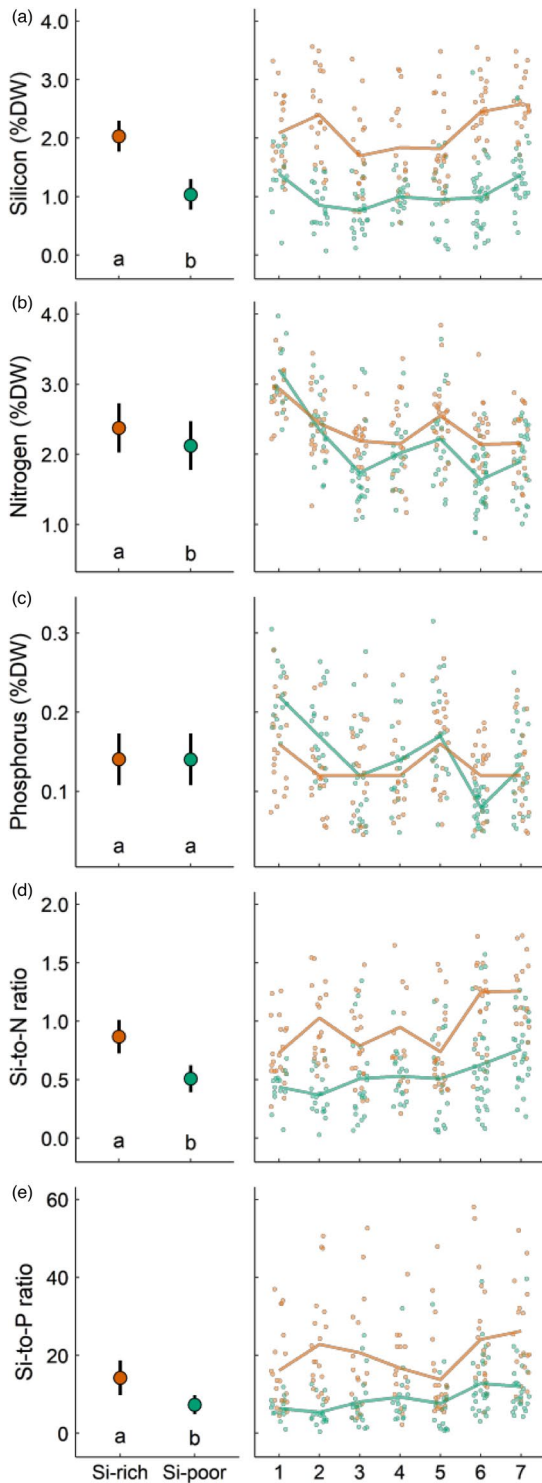 (a)
Silicon (%DW)
4.0
3.0
2.0
1.0
0.0
a b
(b)
Nitrogen (%DW)
3.0
2.0
1.0
a b
(c)
Phosphorus (%DW)
0.3
0.2
0.1
a a
(d)
Si-to-N ratio
2.0
1.5
1.0
0.5
0.0
a b
(e)
Si-to-P ratio
60
40
20
0
a b
Si-rich Si-poor 1 2 3 4 5 6 7